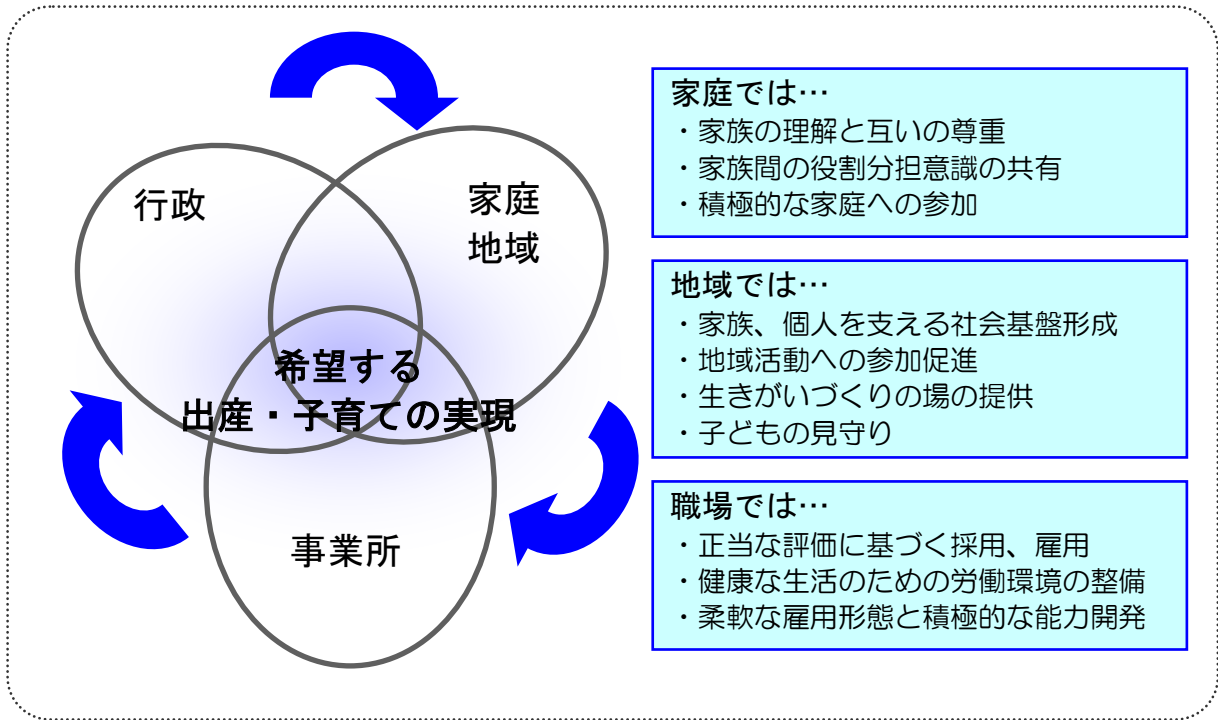 行政
家庭
地域
希望する
出産・子育ての実現
事業所
家庭では…
・家族の理解と互いの尊重
・家族間の役割分担意識の共有
・積極的な家庭への参加
地域では…
・家族、個人を支える社会基盤形成
・地域活動への参加促進
・生きがいづくりの場の提供
・子どもの見守り
職場では…
・正当な評価に基づく採用、雇用
・健康な生活のための労働環境の整備
・柔軟な雇用形態と積極的な能力開発